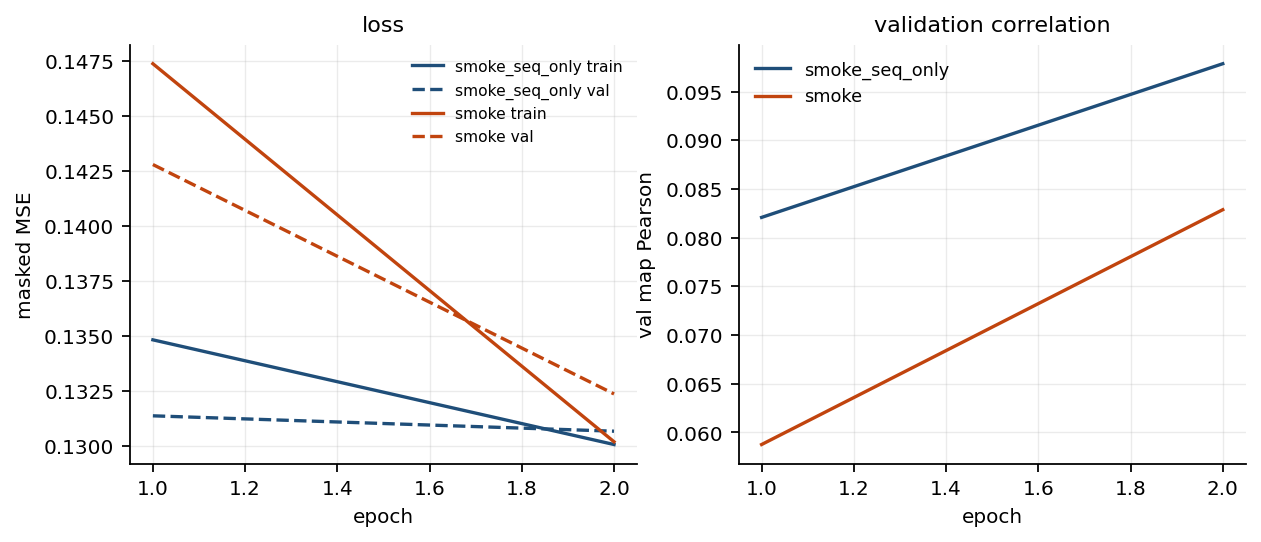 loss
0.1475
0.1450
0.1425
0.1400
0.1375
0.1350
0.1325
0.1300
masked MSE
smoke_seq_only train
smoke_seq_only val
smoke train
smoke val
1.0 1.2 1.4 1.6 1.8 2.0
epoch
validation correlation
0.095
0.090
0.085
0.080
0.075
0.070
0.065
0.060
val map Pearson
smoke_seq_only
smoke
1.0 1.2 1.4 1.6 1.8 2.0
epoch